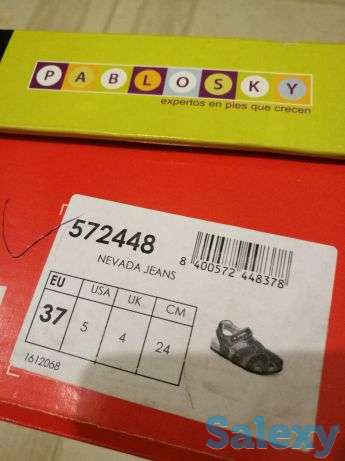 PABLOSKY
expertos en pies que crecen
572448
NEVADA JEANS
8 400572 448378
EU USA UK CM
37 5 4 24
1612068
Salexy